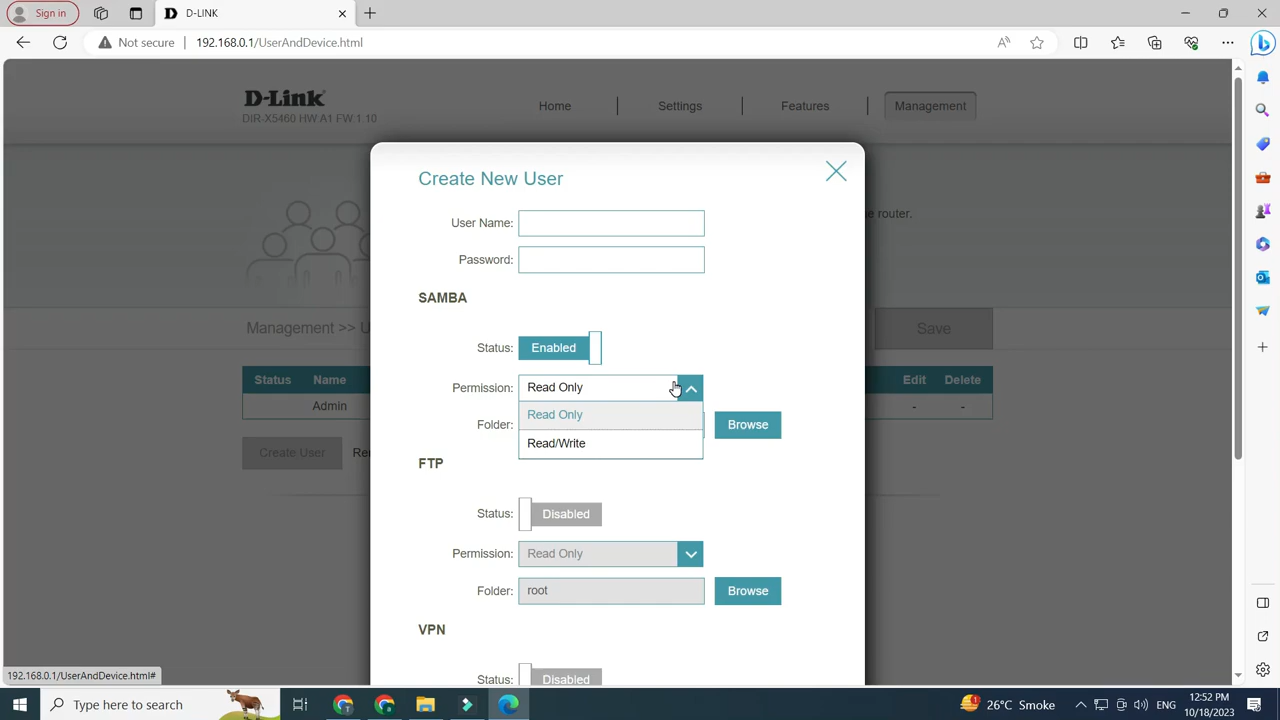 Sign in
D-LINK
Not secure
192.168.0.1/UserAndDevice.html
D-Link
DIR-X5460 HW A1 FW 1 10
Home
Settings
Features
Management
Create New User
e router.
User Name:
Password:
SAMBA
Management >> U
Save
Status: Enabled
Status
Name
Edit
Delete
Permission: Read Only
Admin
-
-
Read Only
Folder:
Browse
Read/Write
Create User
Rem
FTP
Status: Disabled
Permission: Read Only
Folder: root
Browse
VPN
Status: Disabled
192.168.0.1/UserAndDevice.html#
Type here to search
1
26°C Smoke
ENG
12:52 PM
10/18/2023